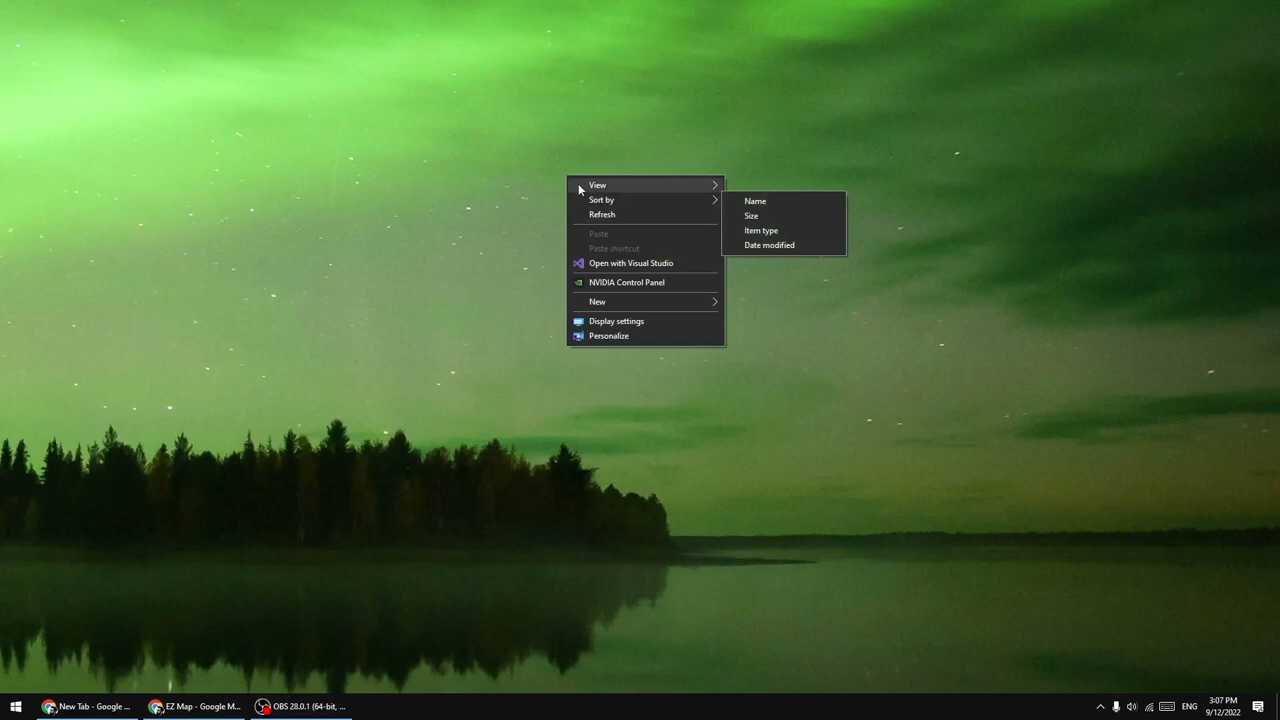 View
Sort by
Refresh
Paste
Paste shortcut
Open with Visual Studio
NVIDIA Control Panel
New
Display settings
Personalize
Name
Size
Item type
Date modified
New Tab - Google ...
EZ Map - Google M...
OBS 28.0.1 (64-bit, ...
ENG
3:07 PM
9/12/2022